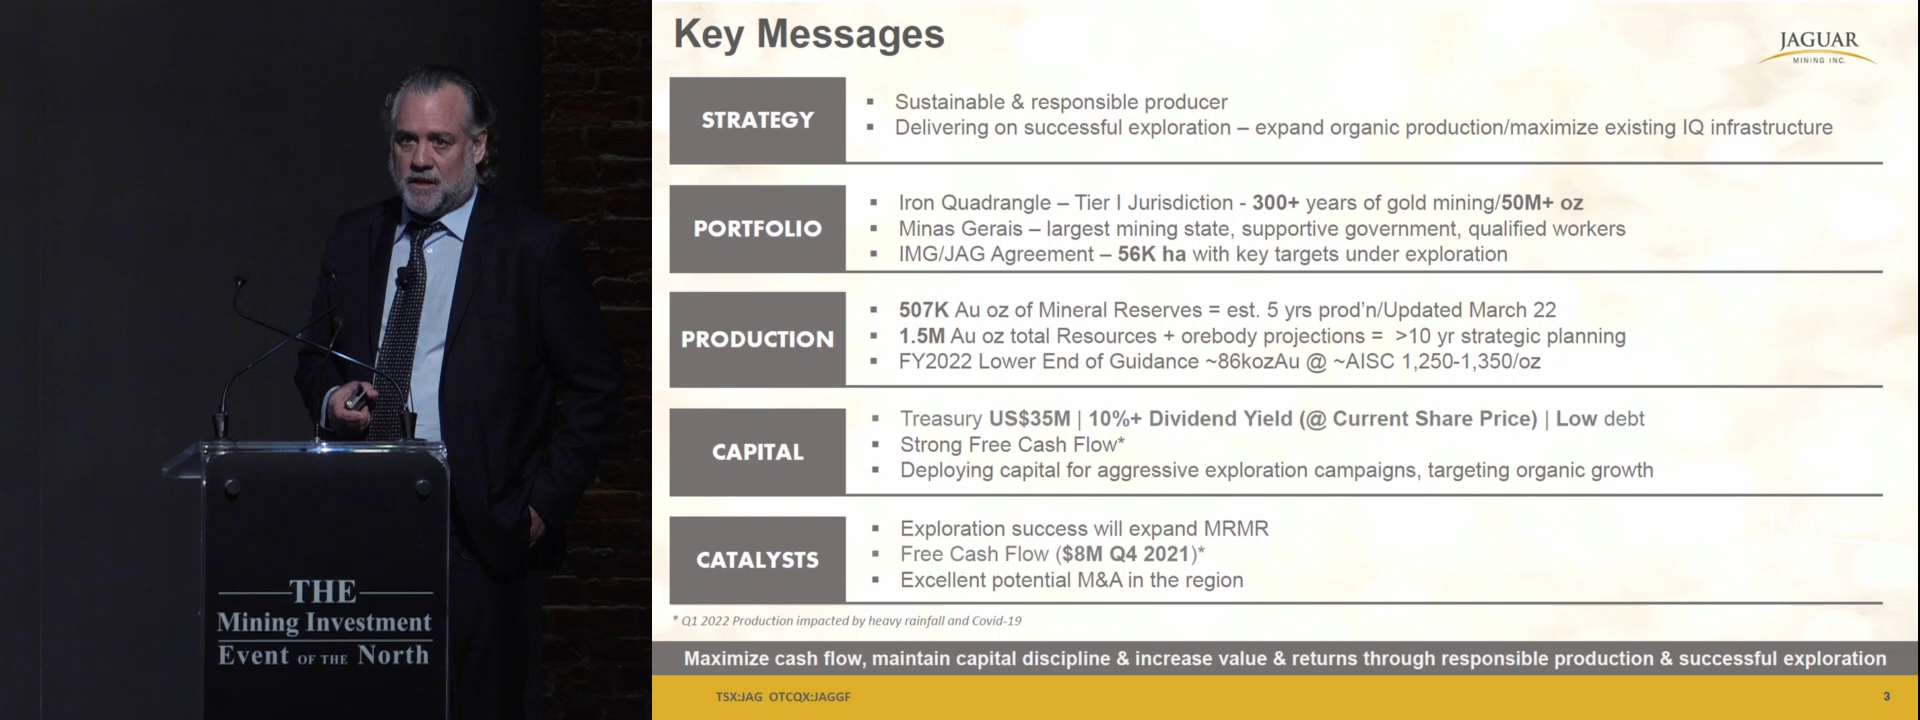 THE
Mining Investment
Event OF THE North
Key Messages
JAGUAR
MINING INC.
STRATEGY
▪ Sustainable & responsible producer
▪ Delivering on successful exploration – expand organic production/maximize existing IQ infrastructure
PORTFOLIO
▪ Iron Quadrangle – Tier I Jurisdiction - 300+ years of gold mining/50M+ oz
▪ Minas Gerais – largest mining state, supportive government, qualified workers
▪ IMG/JAG Agreement – 56K ha with key targets under exploration
PRODUCTION
▪ 507K Au oz of Mineral Reserves = est. 5 yrs prod'n/Updated March 22
▪ 1.5M Au oz total Resources + orebody projections = >10 yr strategic planning
▪ FY2022 Lower End of Guidance ~86kozAu @ ~AISC 1,250-1,350/oz
CAPITAL
▪ Treasury US$35M | 10%+ Dividend Yield (@ Current Share Price) | Low debt
▪ Strong Free Cash Flow*
▪ Deploying capital for aggressive exploration campaigns, targeting organic growth
CATALYSTS
▪ Exploration success will expand MRMR
▪ Free Cash Flow ($8M Q4 2021)*
▪ Excellent potential M&A in the region
* Q1 2022 Production impacted by heavy rainfall and Covid-19
Maximize cash flow, maintain capital discipline & increase value & returns through responsible production & successful exploration
TSX:JAG OTCQX:JAGGF
3